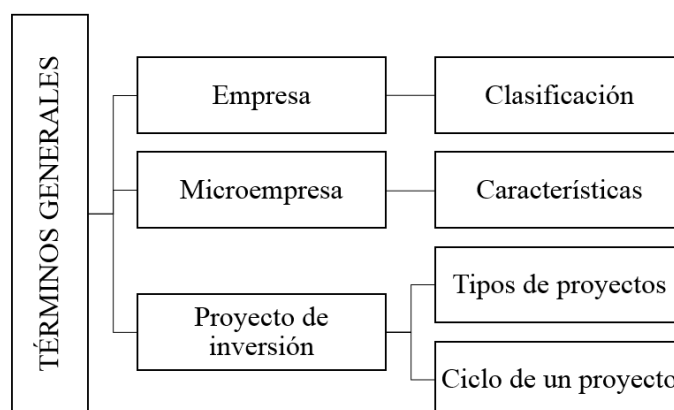 TÉRMINOS GENERALES
Empresa
Clasificación
Microempresa
Características
Proyecto de
inversión
Tipos de proyectos
Ciclo de un proyecto